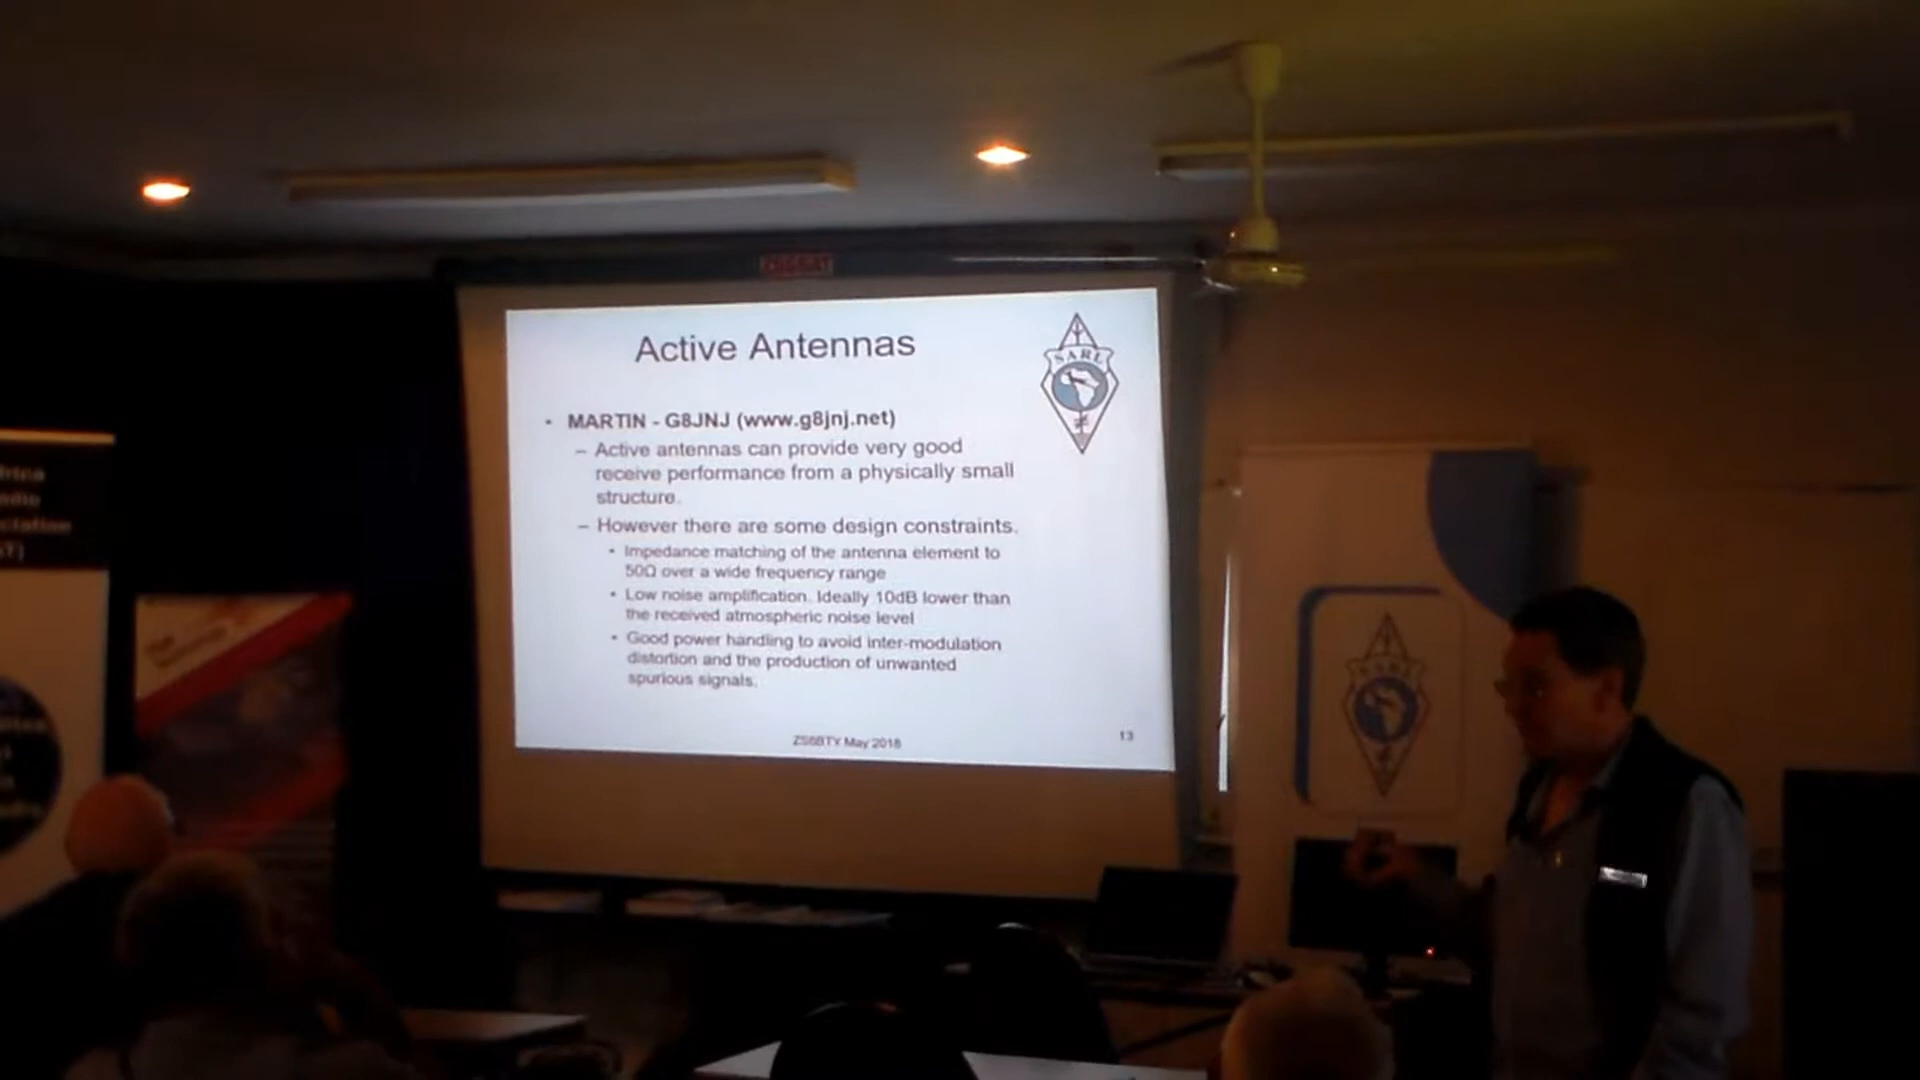 Active Antennas
SARL
• MARTIN - G8JNJ (www.g8jnj.net)
– Active antennas can provide very good
receive performance from a physically small
structure.
– However there are some design constraints.
• Impedance matching of the antenna element to
50Ω over a wide frequency range
• Low noise amplification. Ideally 10dB lower than
the received atmospheric noise level
• Good power handling to avoid inter-modulation
distortion and the production of unwanted
spurious signals.
ZS6BTY May 2018
13
SARL